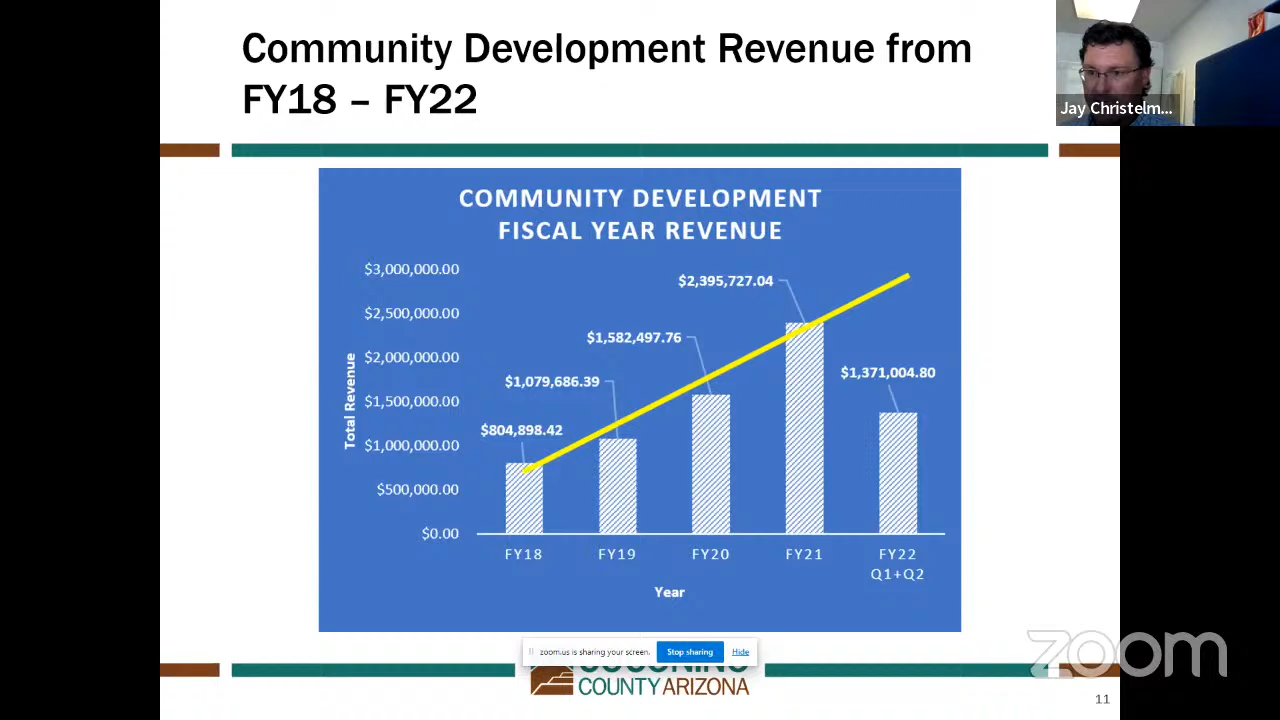 Community Development Revenue from
FY18 – FY22
Jay Christelm...
COMMUNITY DEVELOPMENT
FISCAL YEAR REVENUE
Total Revenue
$3,000,000.00
$2,500,000.00
$2,000,000.00
$1,500,000.00
$1,000,000.00
$500,000.00
$0.00
$804,898.42
$1,079,686.39
$1,582,497.76
$2,395,727.04
$1,371,004.80
FY18
FY19
FY20
FY21
FY22
Q1+Q2
Year
zoom.us is sharing your screen.
Stop sharing
Hide
COUNTY ARIZONA
zoom
11